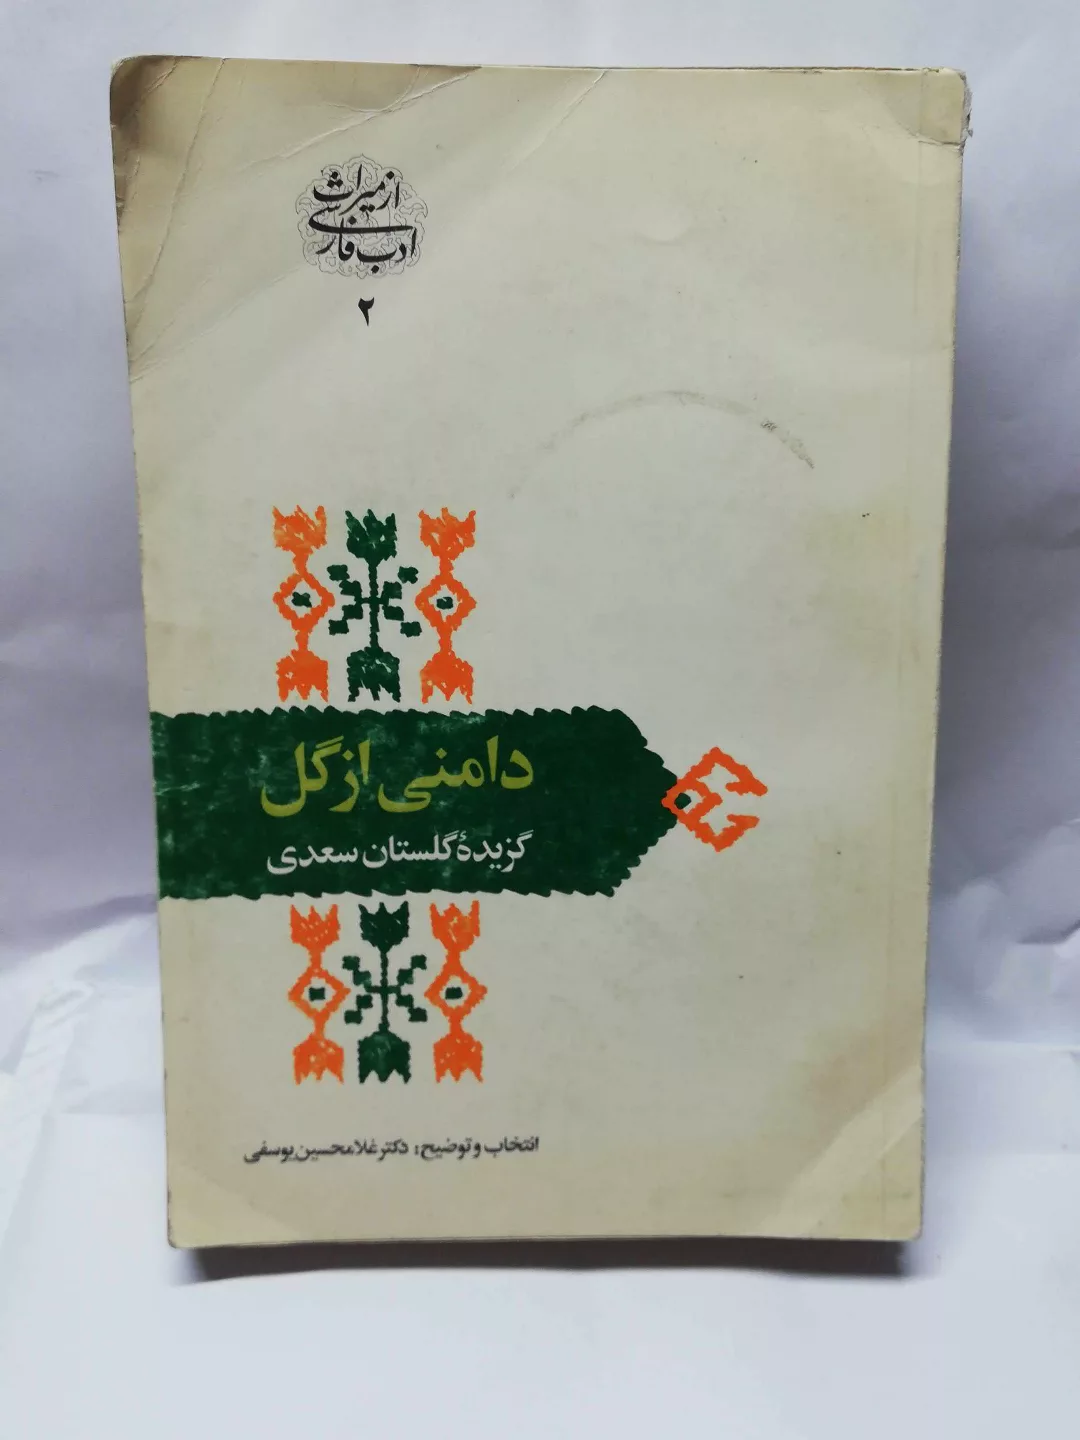 از میراث
ادب فارسی
۲
دامنی از گل
گزیدهٔ گلستان سعدی
انتخاب و توضیح: دکتر غلامحسین یوسفی